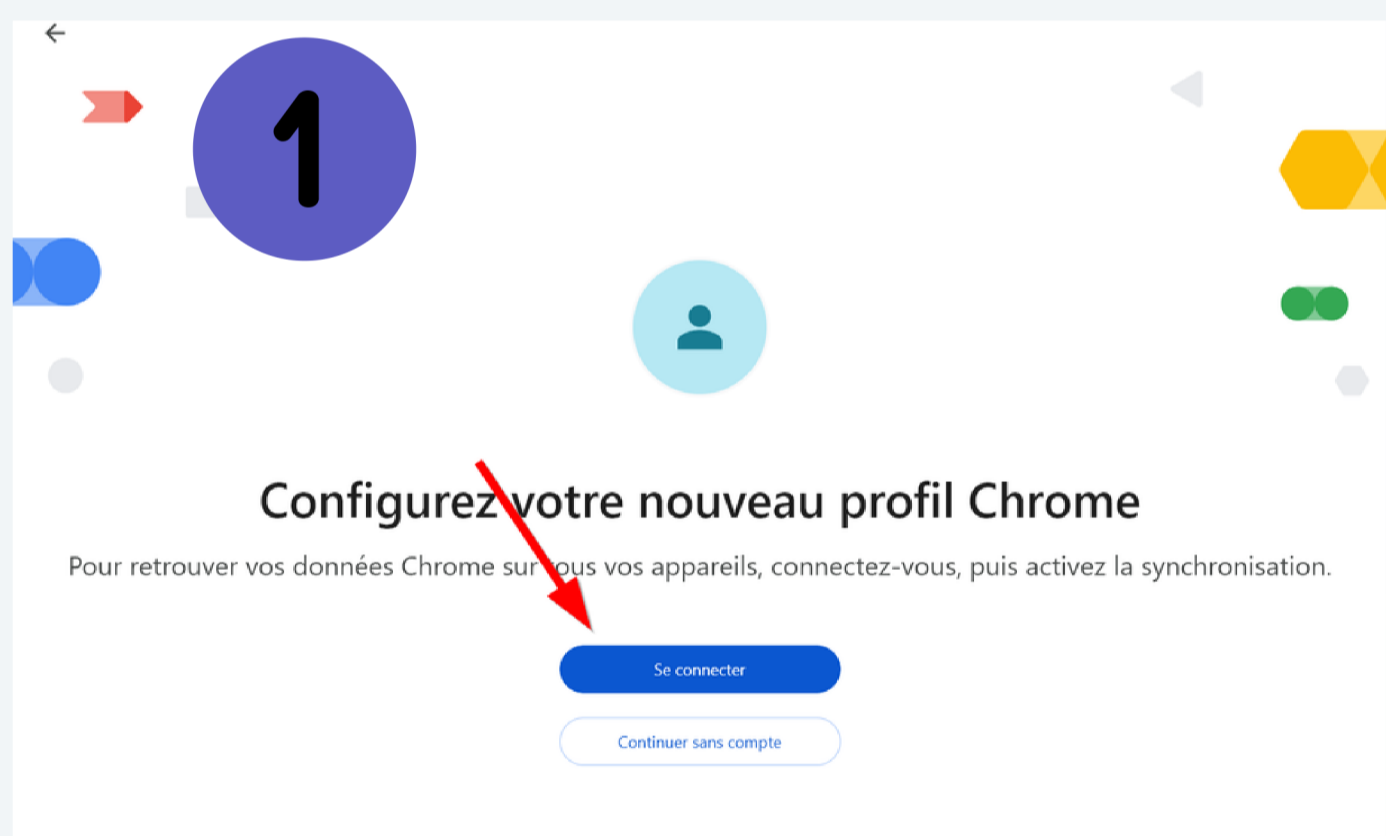 1
Configurez votre nouveau profil Chrome
Pour retrouver vos données Chrome sur tous vos appareils, connectez-vous, puis activez la synchronisation.
Se connecter
Continuer sans compte